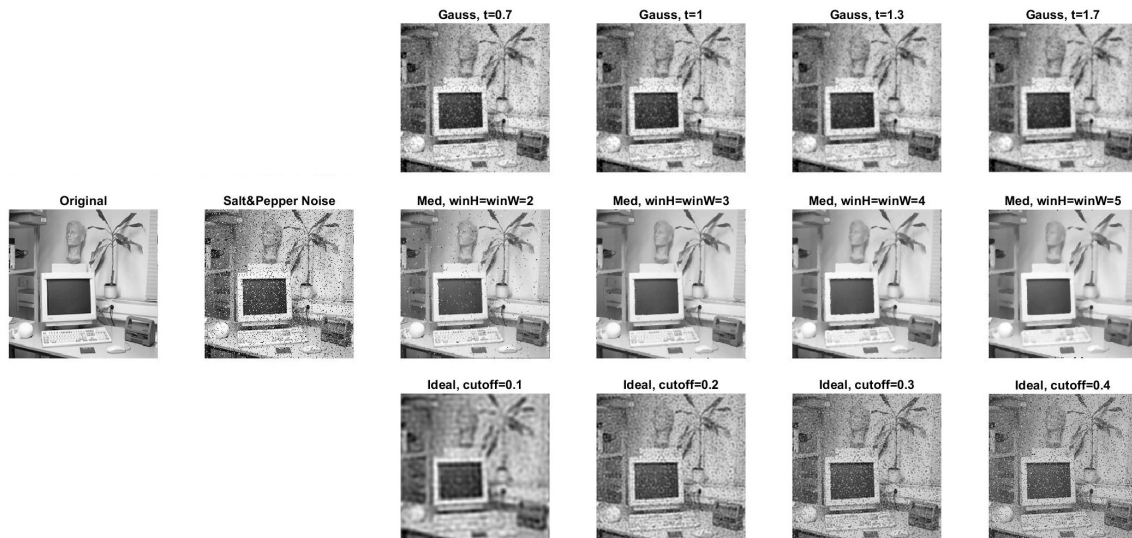 Gauss, t=0.7
Gauss, t=1
Gauss, t=1.3
Gauss, t=1.7
Original
Salt&Pepper Noise
Med, winH=winW=2
Med, winH=winW=3
Med, winH=winW=4
Med, winH=winW=5
Ideal, cutoff=0.1
Ideal, cutoff=0.2
Ideal, cutoff=0.3
Ideal, cutoff=0.4